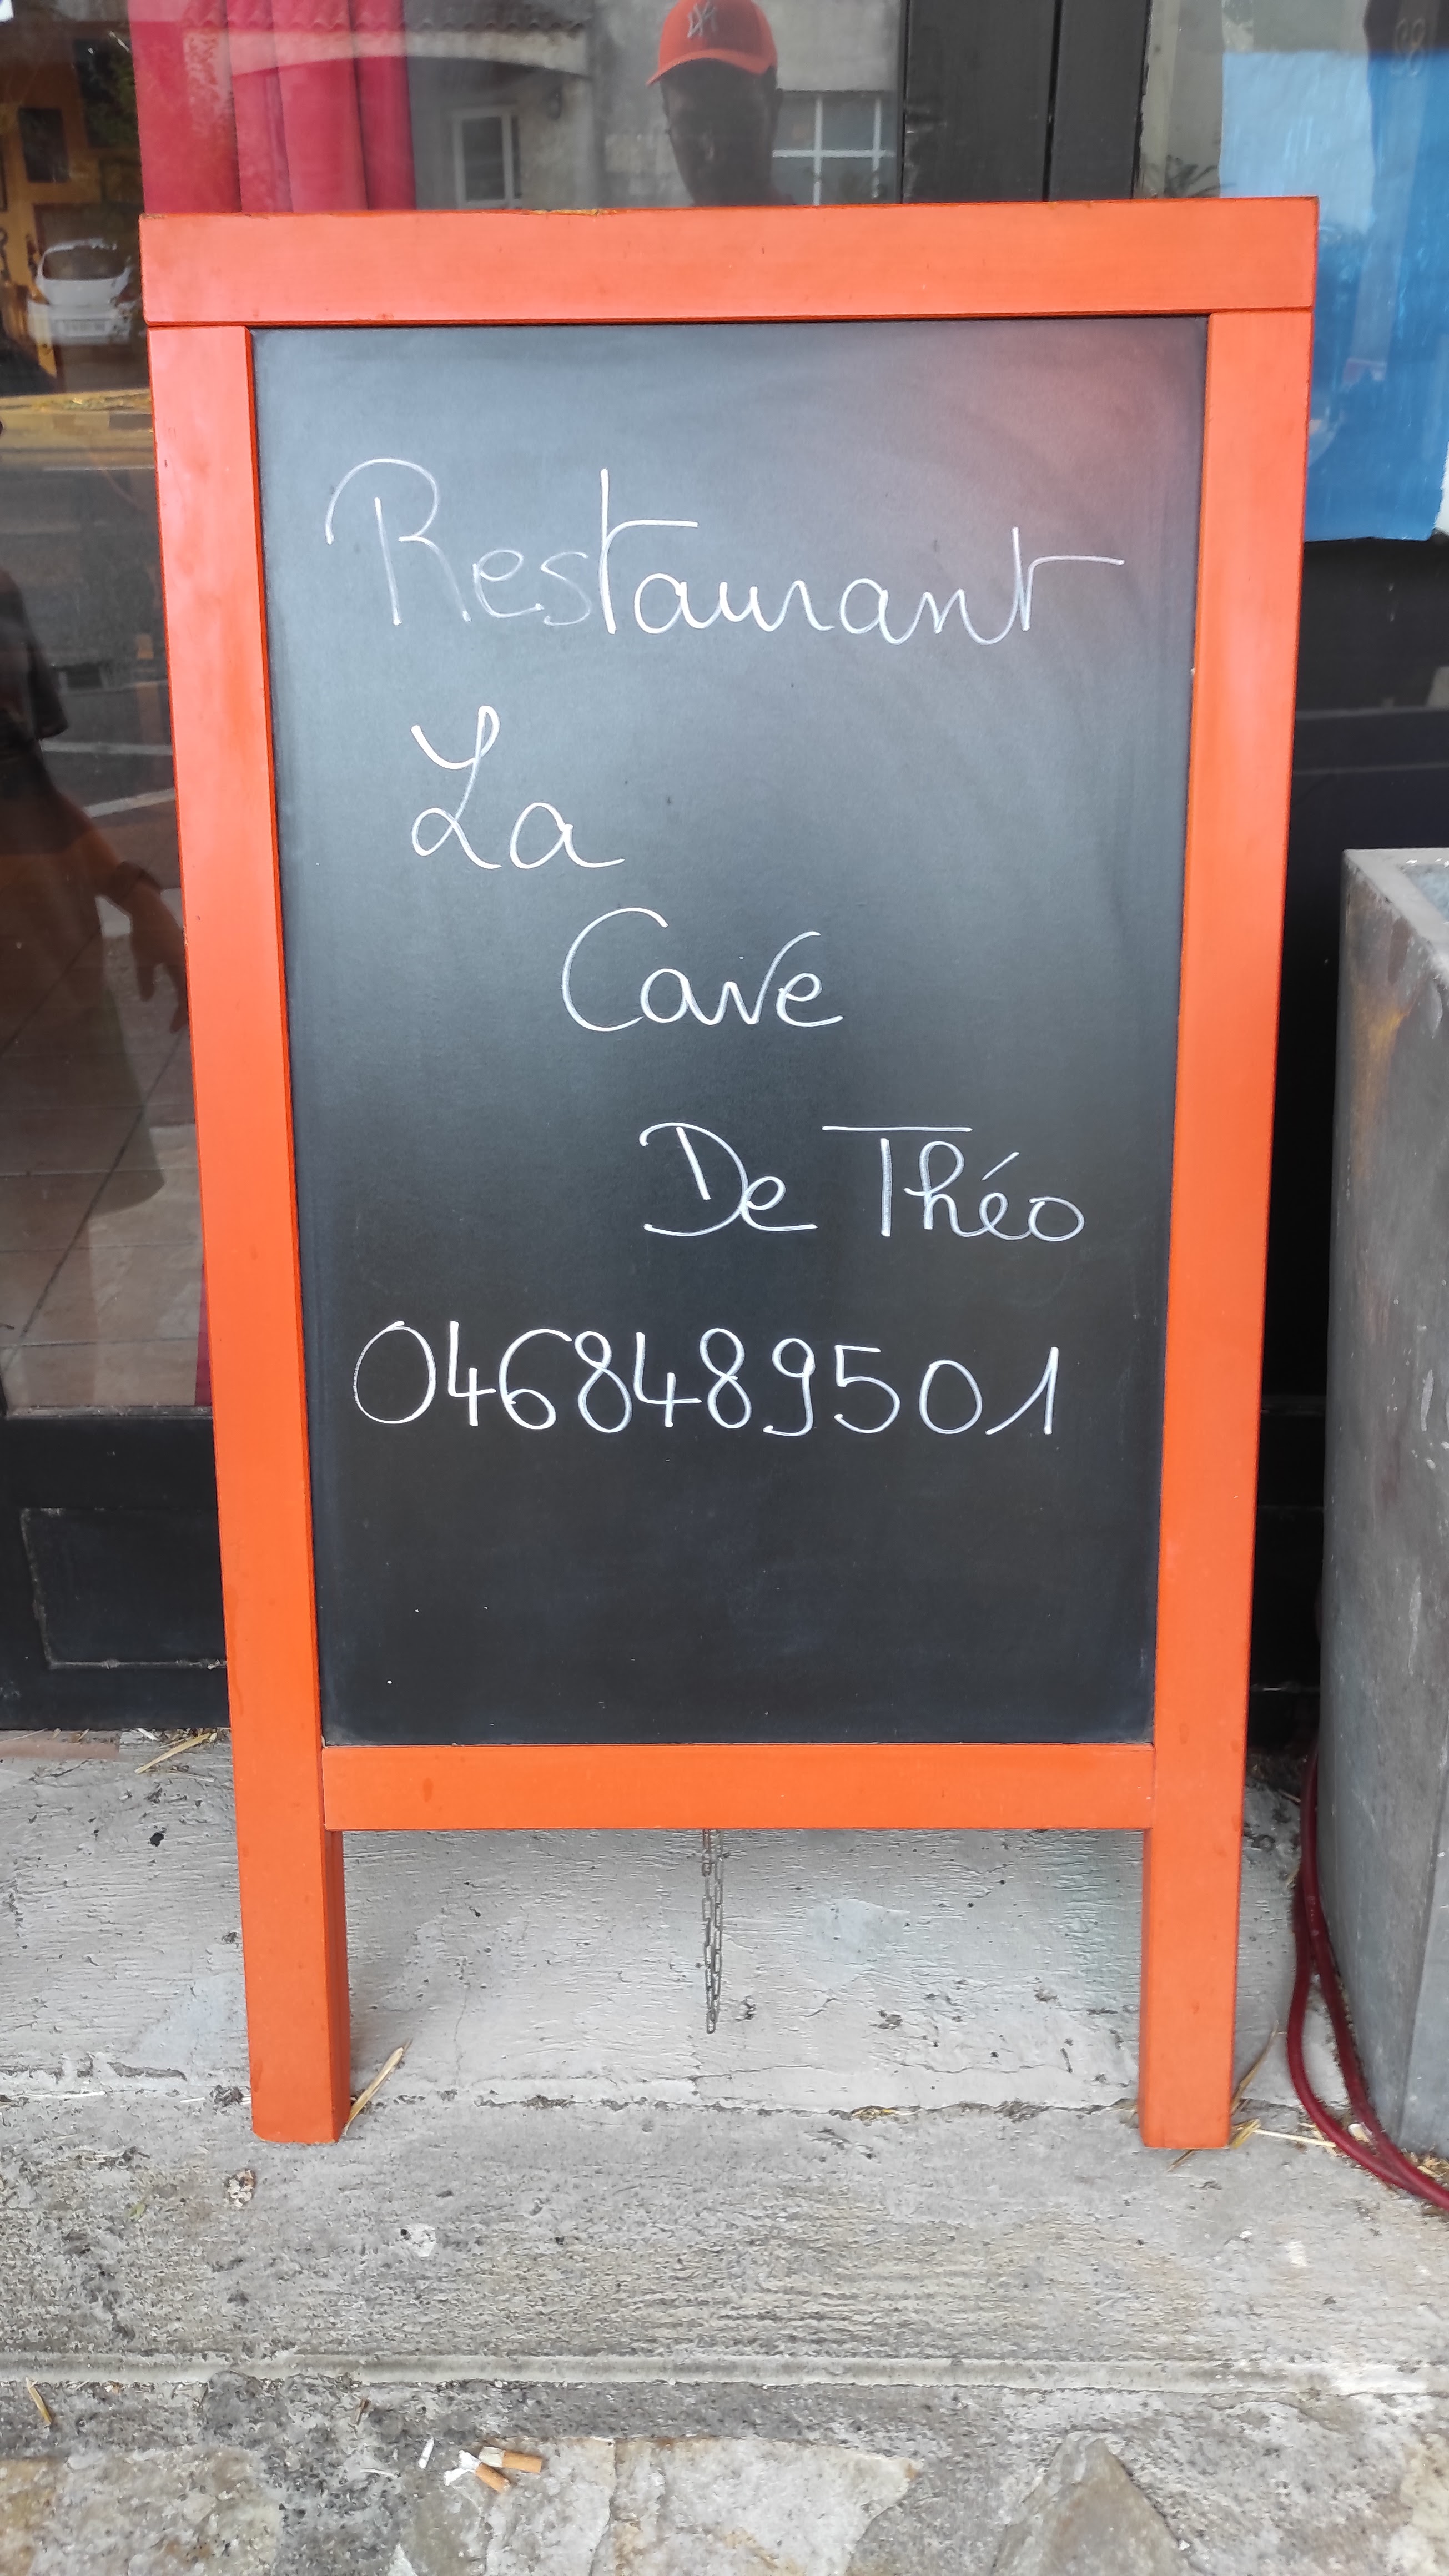 Restaurant
La
Cave
De Théo
0468489501